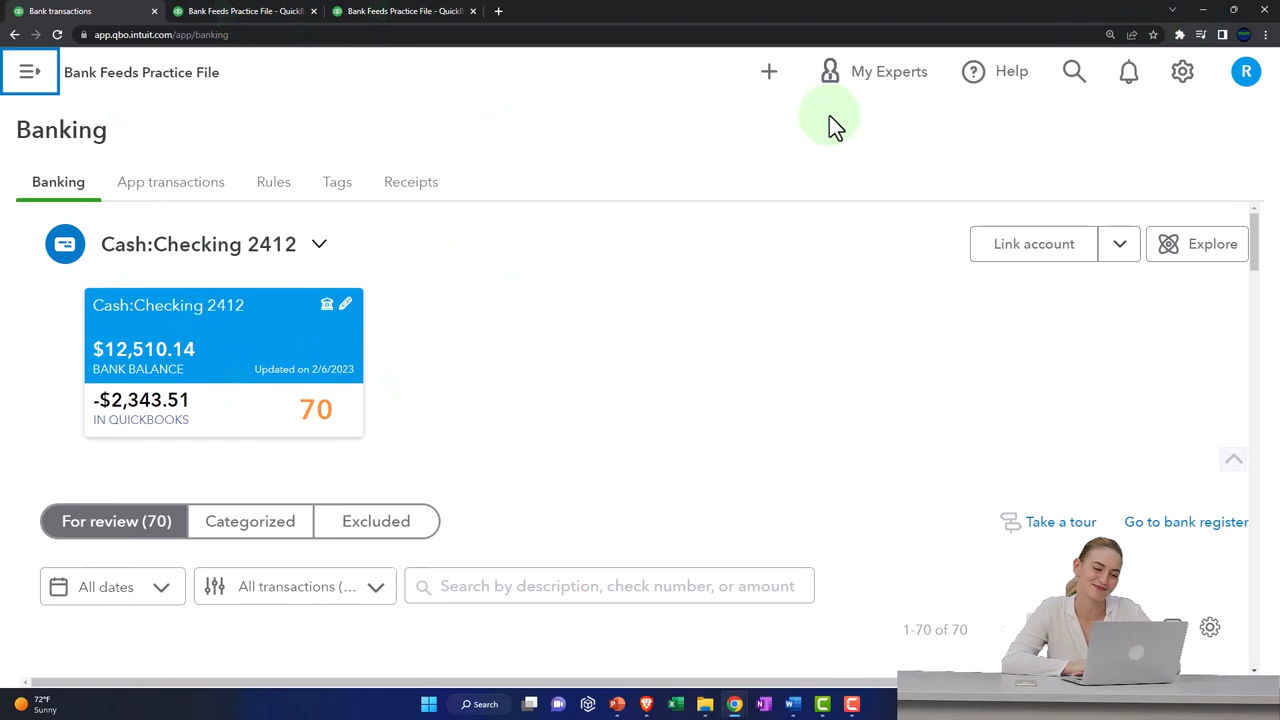 Bank transactions
Bank Feeds Practice File - QuickB
Bank Feeds Practice File - QuickB
app.qbo.intuit.com/app/banking
Bank Feeds Practice File
My Experts
Help
R
Banking
Banking
App transactions
Rules
Tags
Receipts
Cash:Checking 2412
Link account
Explore
Cash:Checking 2412
$12,510.14
BANK BALANCE
Updated on 2/6/2023
-$2,343.51
IN QUICKBOOKS
70
For review (70)
Categorized
Excluded
Take a tour
Go to bank register
All dates
All transactions (...
Search by description, check number, or amount
1-70 of 70
72°F
Sunny
Search